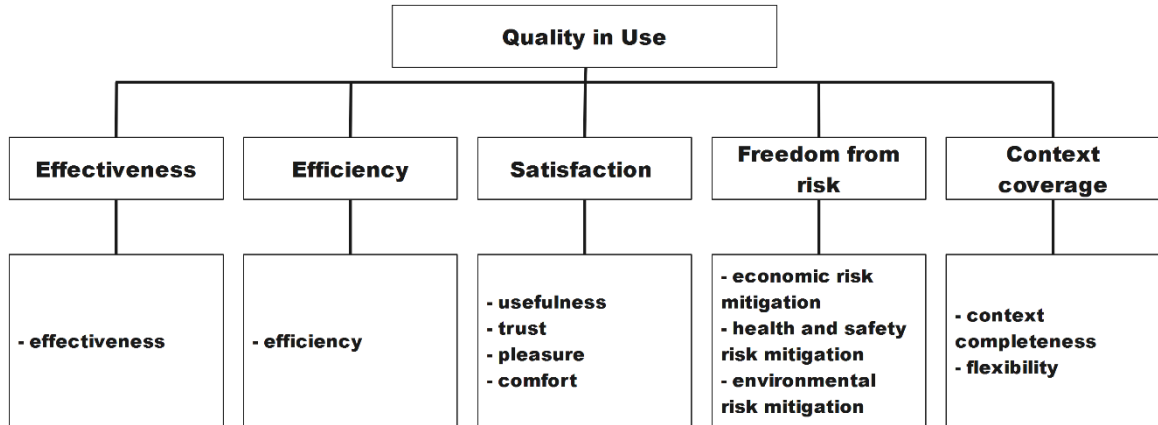 Quality in Use
Effectiveness
Efficiency
Satisfaction
Freedom from
risk
Context
coverage
- effectiveness
- efficiency
- usefulness
- trust
- pleasure
- comfort
- economic risk
mitigation
- health and safety
risk mitigation
- environmental
risk mitigation
- context
completeness
- flexibility